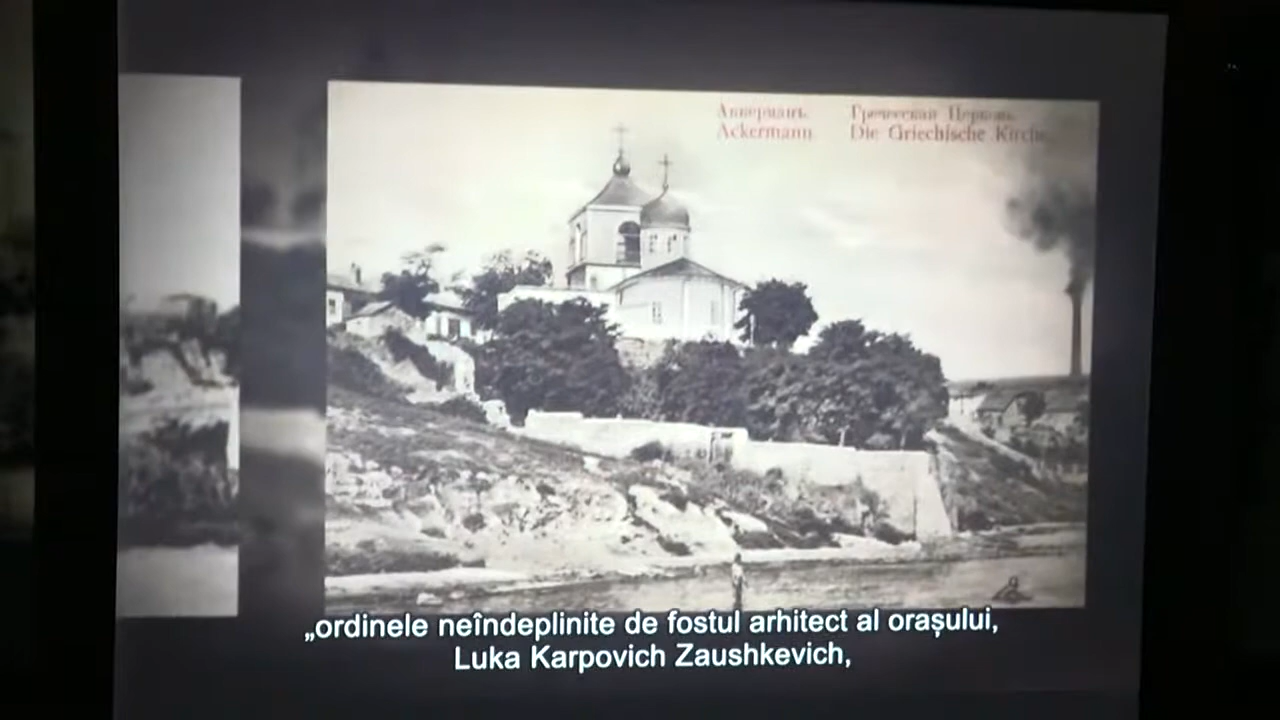 Аккерманъ. Греческая Церковь.
Ackermann. Die Griechische Kirche
„ordinele neîndeplinite de fostul arhitect al orașului,
Luka Karpovich Zaushkevich,